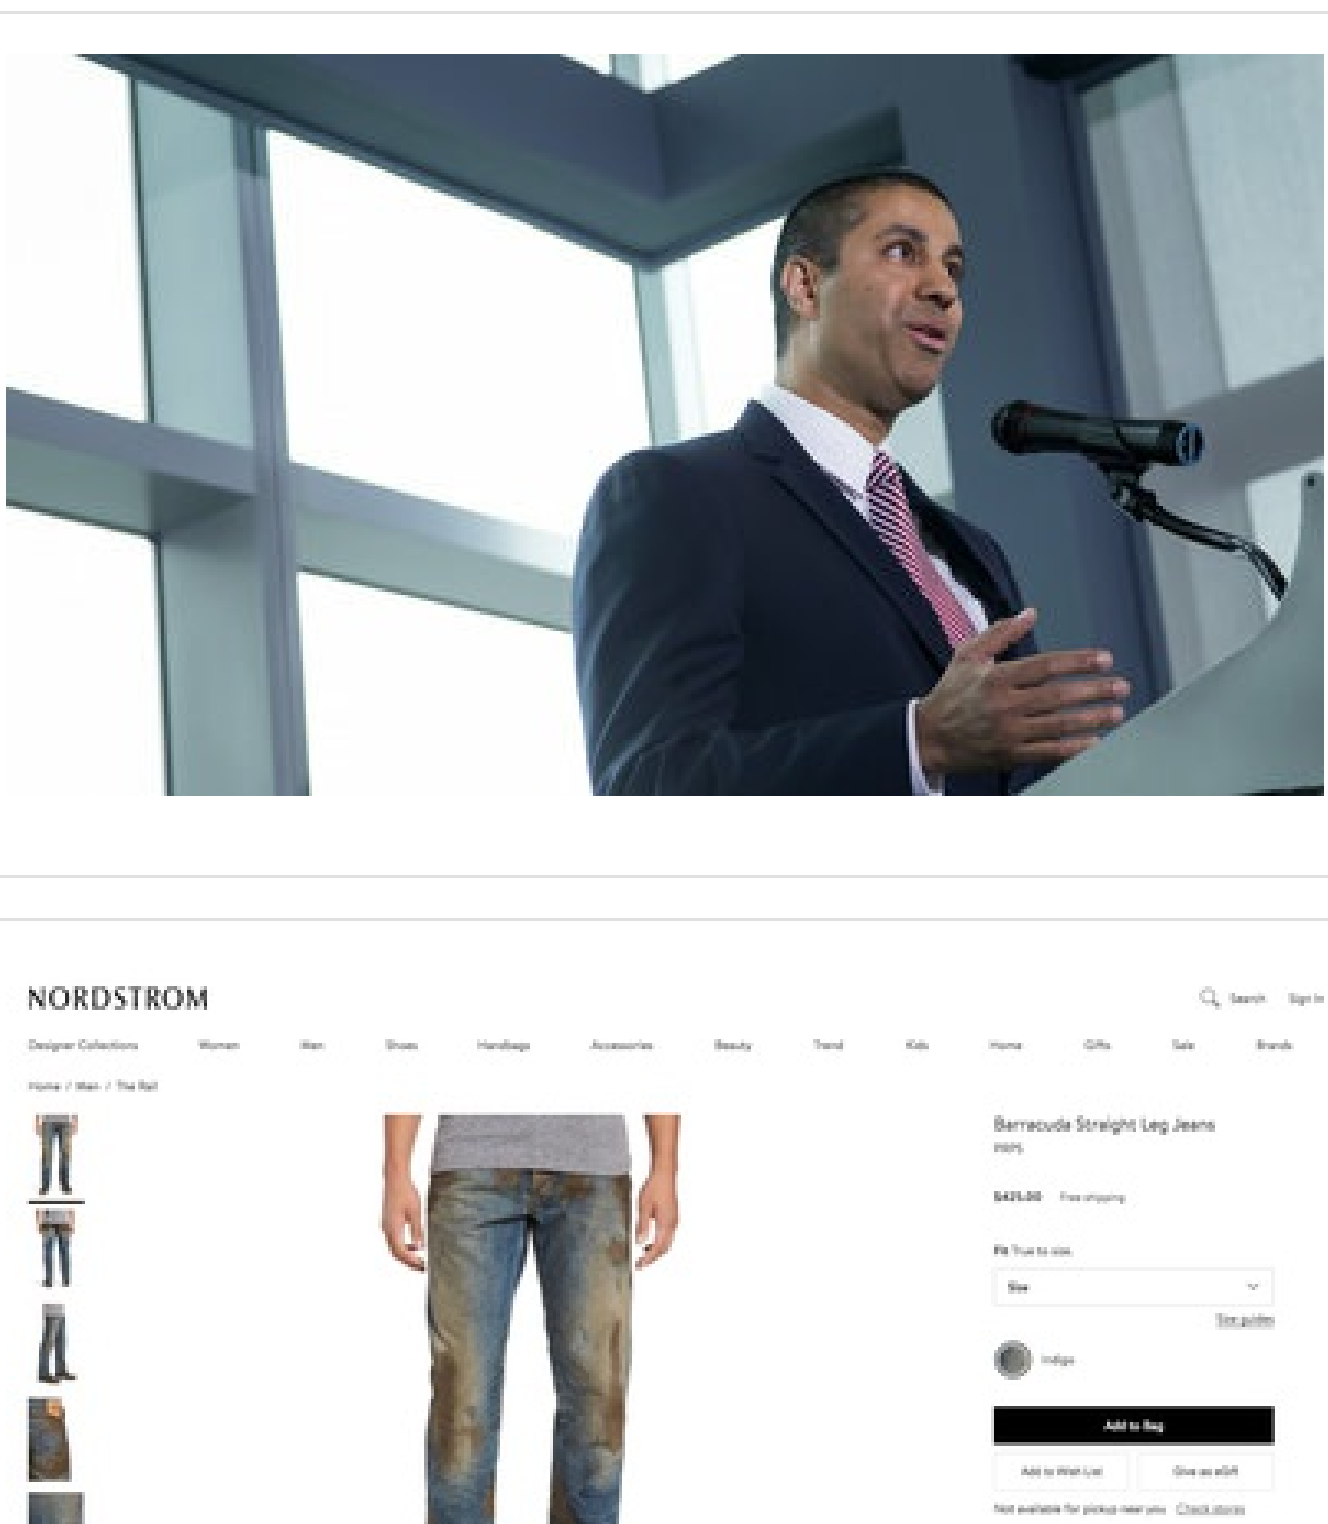 NORDSTROM
Search Sign In
Designer Collections Women Men Shoes Handbags Accessories Beauty Trend Kids Home Gifts Sale Brands
Home / Men / The Rail
Barracuda Straight Leg Jeans
PRPS
$425.00 Free shipping
Fit True to size.
Size
Size guides
Indigo
Add to Bag
Add to Wish List Give as eGift
Not available for pickup near you Check stores